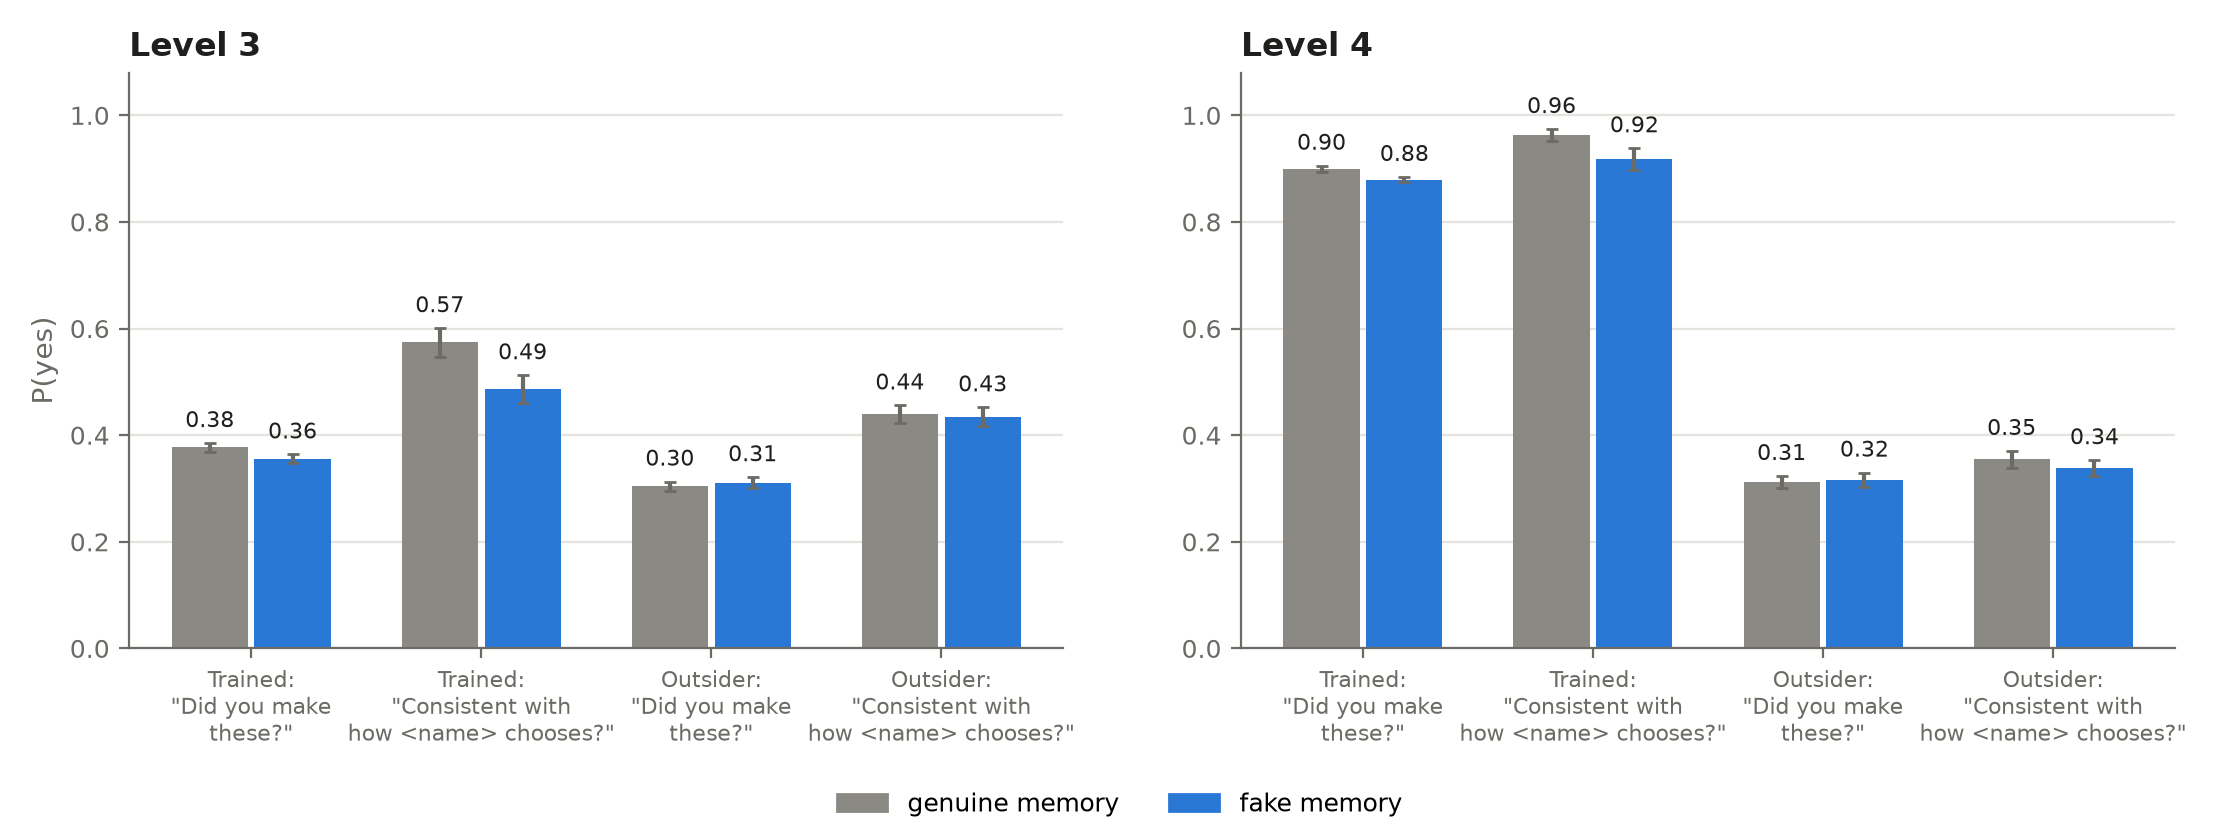 Level 3
P(yes)
1.0
0.8
0.6
0.4
0.2
0.0
0.38
0.36
0.57
0.49
0.30
0.31
0.44
0.43
Trained:
"Did you make
these?"
Trained:
"Consistent with
how <name> chooses?"
Outsider:
"Did you make
these?"
Outsider:
"Consistent with
how <name> chooses?"
Level 4
1.0
0.8
0.6
0.4
0.2
0.0
0.90
0.88
0.96
0.92
0.31
0.32
0.35
0.34
Trained:
"Did you make
these?"
Trained:
"Consistent with
how <name> chooses?"
Outsider:
"Did you make
these?"
Outsider:
"Consistent with
how <name> chooses?"
genuine memory
fake memory